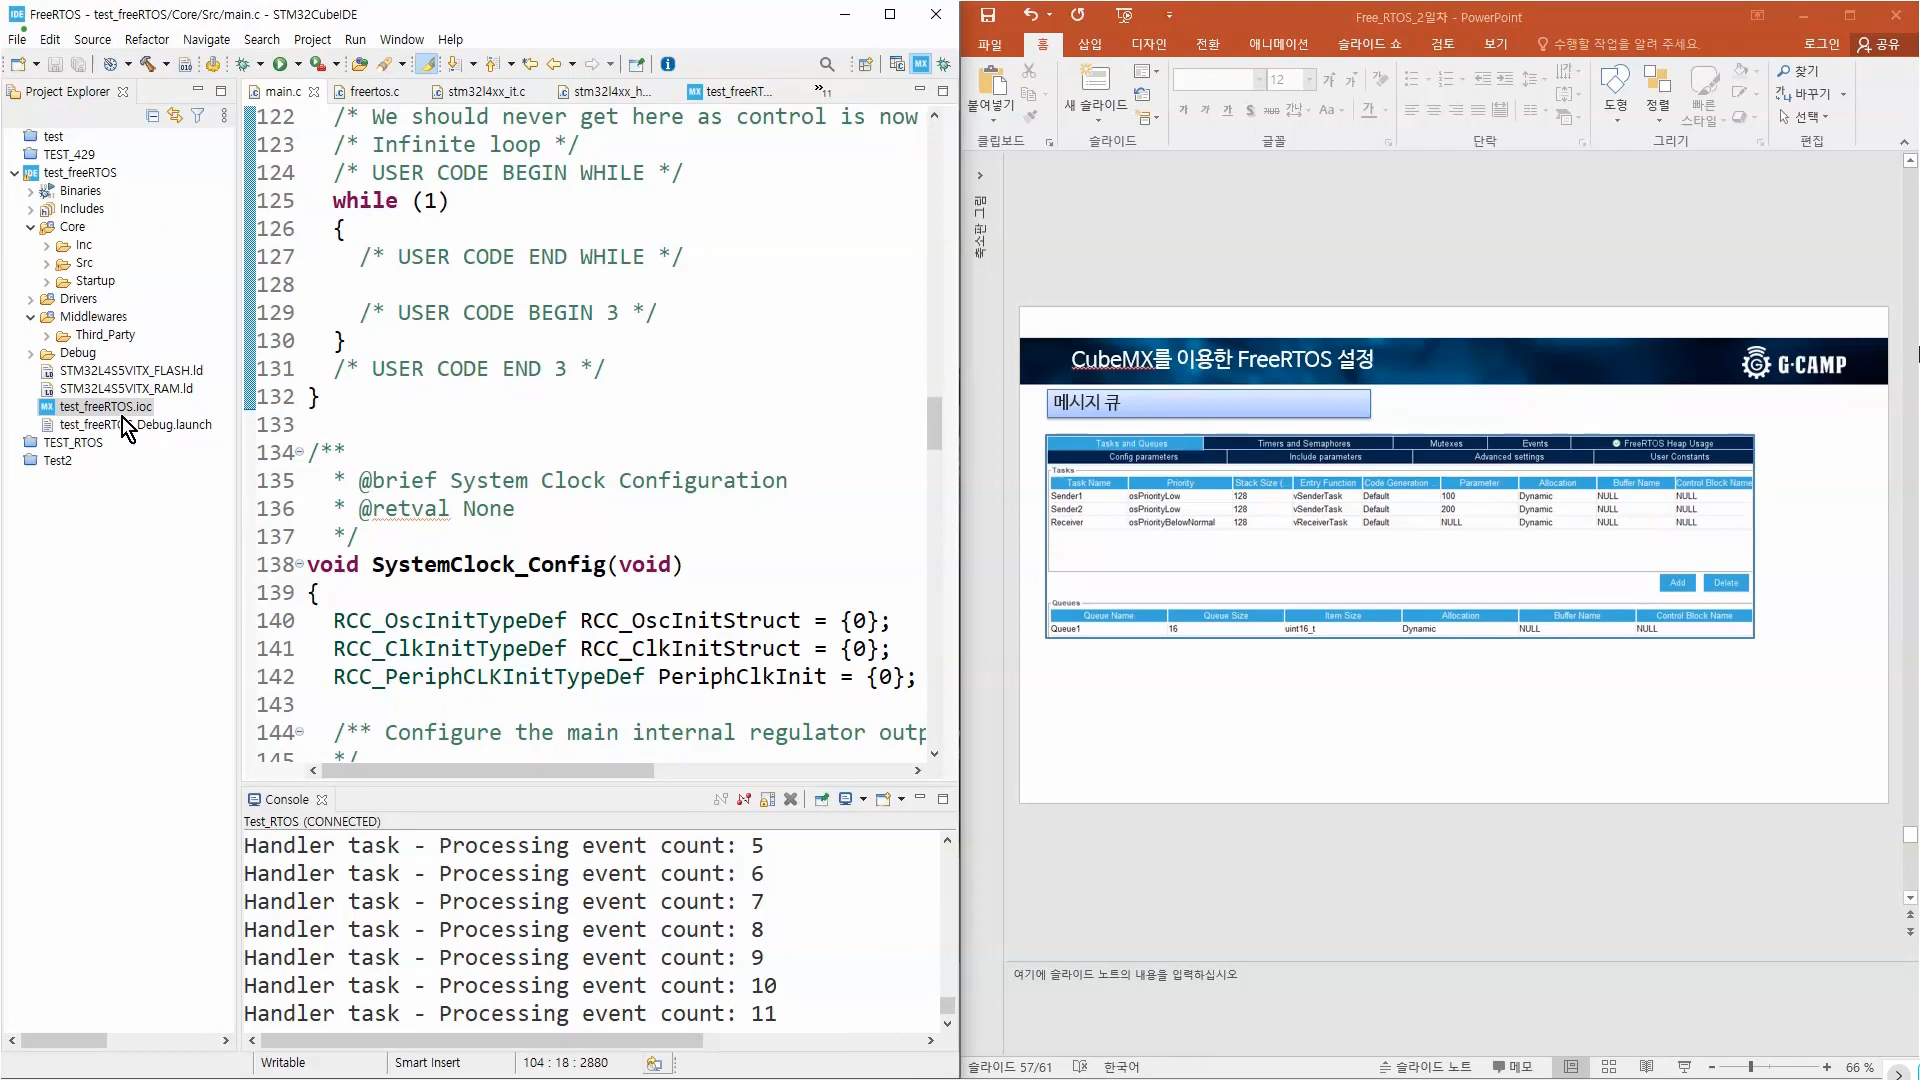 FreeRTOS - test_freeRTOS/Core/Src/main.c - STM32CubeIDE
File Edit Source Refactor Navigate Search Project Run Window Help
Project Explorer
test
TEST_429
test_freeRTOS
Binaries
Includes
Core
Inc
Src
Startup
Drivers
Middlewares
Third_Party
Debug
STM32L4S5VITX_FLASH.ld
STM32L4S5VITX_RAM.ld
test_freeRTOS.ioc
TEST_RTOS
Test2
main.c freertos.c stm32l4xx_it.c stm32l4xx_h... test_freeRT... »11
122 /* We should never get here as control is now
123 /* Infinite loop */
124 /* USER CODE BEGIN WHILE */
125 while (1)
126 {
127 /* USER CODE END WHILE */
128
129 /* USER CODE BEGIN 3 */
130 }
131 /* USER CODE END 3 */
132 }
133
134 /**
135 * @brief System Clock Configuration
136 * @retval None
137 */
138 void SystemClock_Config(void)
139 {
140 RCC_OscInitTypeDef RCC_OscInitStruct = {0};
141 RCC_ClkInitTypeDef RCC_ClkInitStruct = {0};
142 RCC_PeriphCLKInitTypeDef PeriphClkInit = {0};
143
144 /** Configure the main internal regulator outp
145 */
Console
Test_RTOS (CONNECTED)
Handler task - Processing event count: 5
Handler task - Processing event count: 6
Handler task - Processing event count: 7
Handler task - Processing event count: 8
Handler task - Processing event count: 9
Handler task - Processing event count: 10
Handler task - Processing event count: 11
Writable Smart Insert 104 : 18 : 2880
Free_RTOS_2일차 - PowerPoint
파일 홈 삽입 디자인 전환 애니메이션 슬라이드 쇼 검토 보기 수행할 작업을 알려 주세요. 로그인 공유
붙여넣기 새 슬라이드 12 도형 정렬 빠른 스타일 찾기 바꾸기 선택
클립보드 슬라이드 글꼴 단락 그리기 편집
축소판 그림
CubeMX를 이용한 FreeRTOS 설정
G·CAMP
메시지 큐
Tasks and Queues Timers and Semaphores Mutexes Events FreeRTOS Heap Usage
Config parameters Include parameters Advanced settings User Constants
Tasks
Task Name Priority Stack Size (... Entry Function Code Generation ... Parameter Allocation Buffer Name Control Block Name
Sender1 osPriorityLow 128 vSenderTask Default 100 Dynamic NULL NULL
Sender2 osPriorityLow 128 vSenderTask Default 200 Dynamic NULL NULL
Receiver osPriorityBelowNormal 128 vReceiverTask Default NULL Dynamic NULL NULL
Add Delete
Queues
Queue Name Queue Size Item Size Allocation Buffer Name Control Block Name
Queue1 16 uint16_t Dynamic NULL NULL
여기에 슬라이드 노트의 내용을 입력하십시오
슬라이드 57/61 한국어 슬라이드 노트 메모 66 %